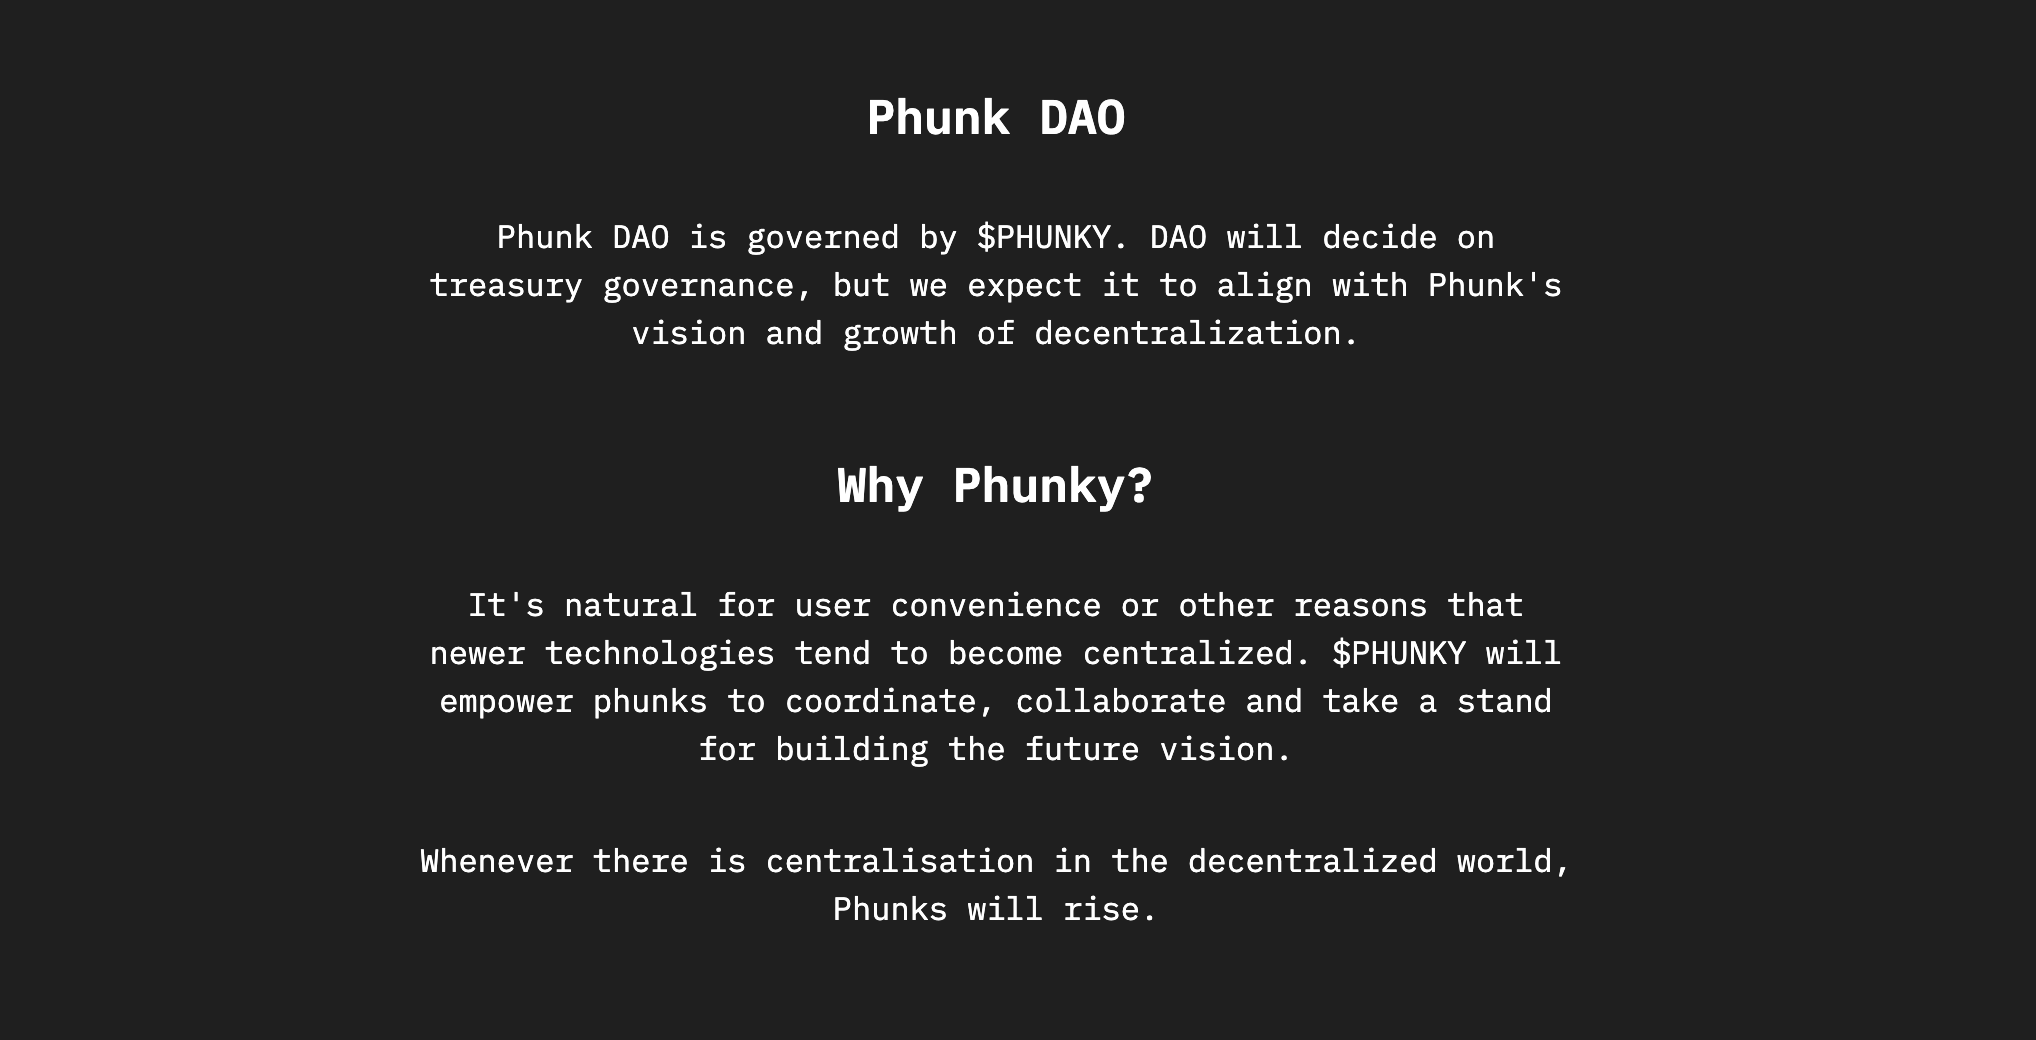 Phunk DAO
Phunk DAO is governed by $PHUNKY. DAO will decide on
treasury governance, but we expect it to align with Phunk's
vision and growth of decentralization.
Why Phunky?
It's natural for user convenience or other reasons that
newer technologies tend to become centralized. $PHUNKY will
empower phunks to coordinate, collaborate and take a stand
for building the future vision.
Whenever there is centralisation in the decentralized world,
Phunks will rise.